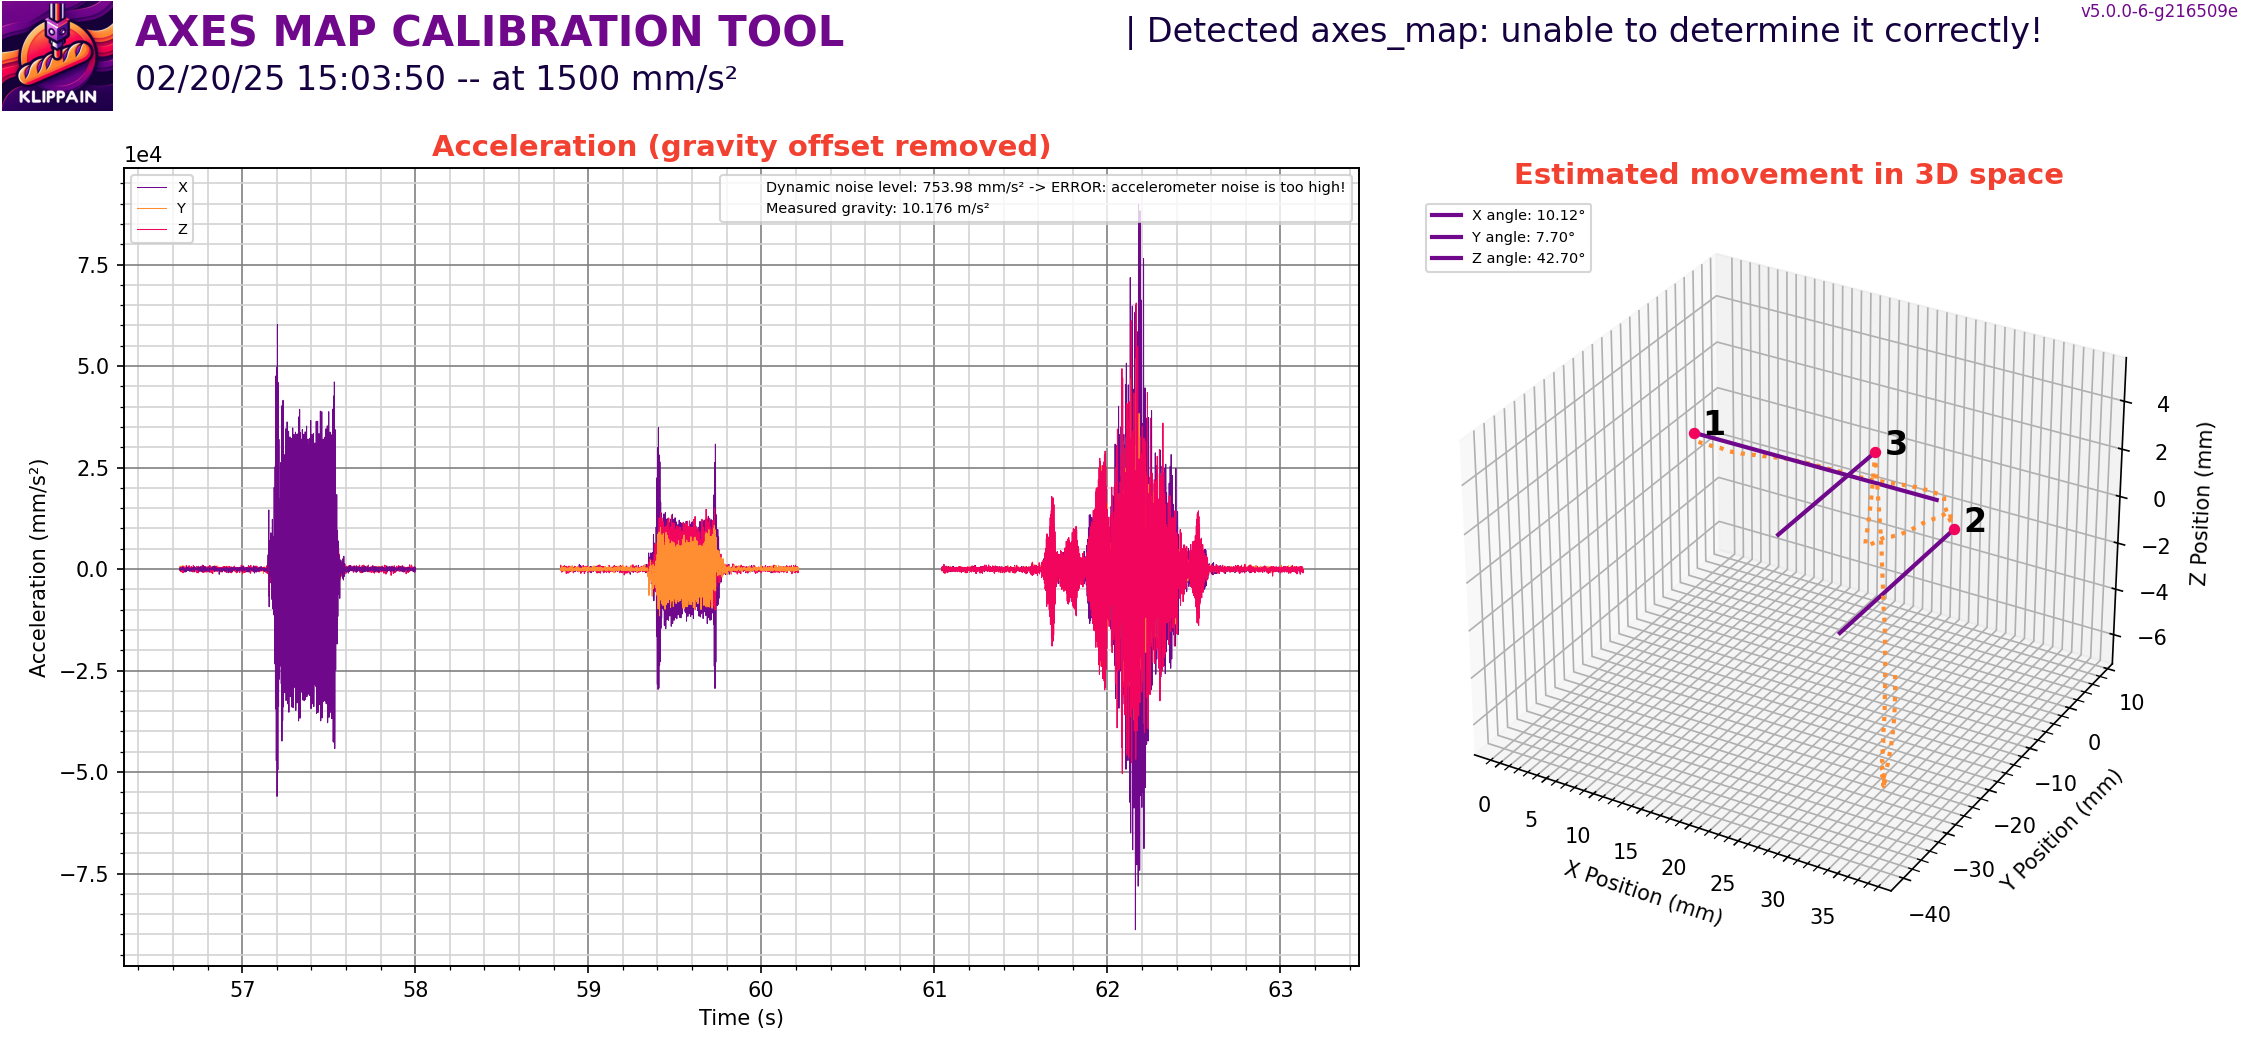 AXES MAP CALIBRATION TOOL
| Detected axes_map: unable to determine it correctly!
v5.0.0-6-g216509e
02/20/25 15:03:50 -- at 1500 mm/s²
KLIPPAIN
Acceleration (gravity offset removed)
1e4
X
Y
Z
Dynamic noise level: 753.98 mm/s² -> ERROR: accelerometer noise is too high!
Measured gravity: 10.176 m/s²
7.5
5.0
2.5
0.0
−2.5
−5.0
−7.5
Acceleration (mm/s²)
57
58
59
60
61
62
63
Time (s)
Estimated movement in 3D space
X angle: 10.12°
Y angle: 7.70°
Z angle: 42.70°
1
3
2
4
2
0
−2
−4
−6
Z Position (mm)
10
0
−10
−20
−30
−40
Y Position (mm)
0
5
10
15
20
25
30
35
X Position (mm)